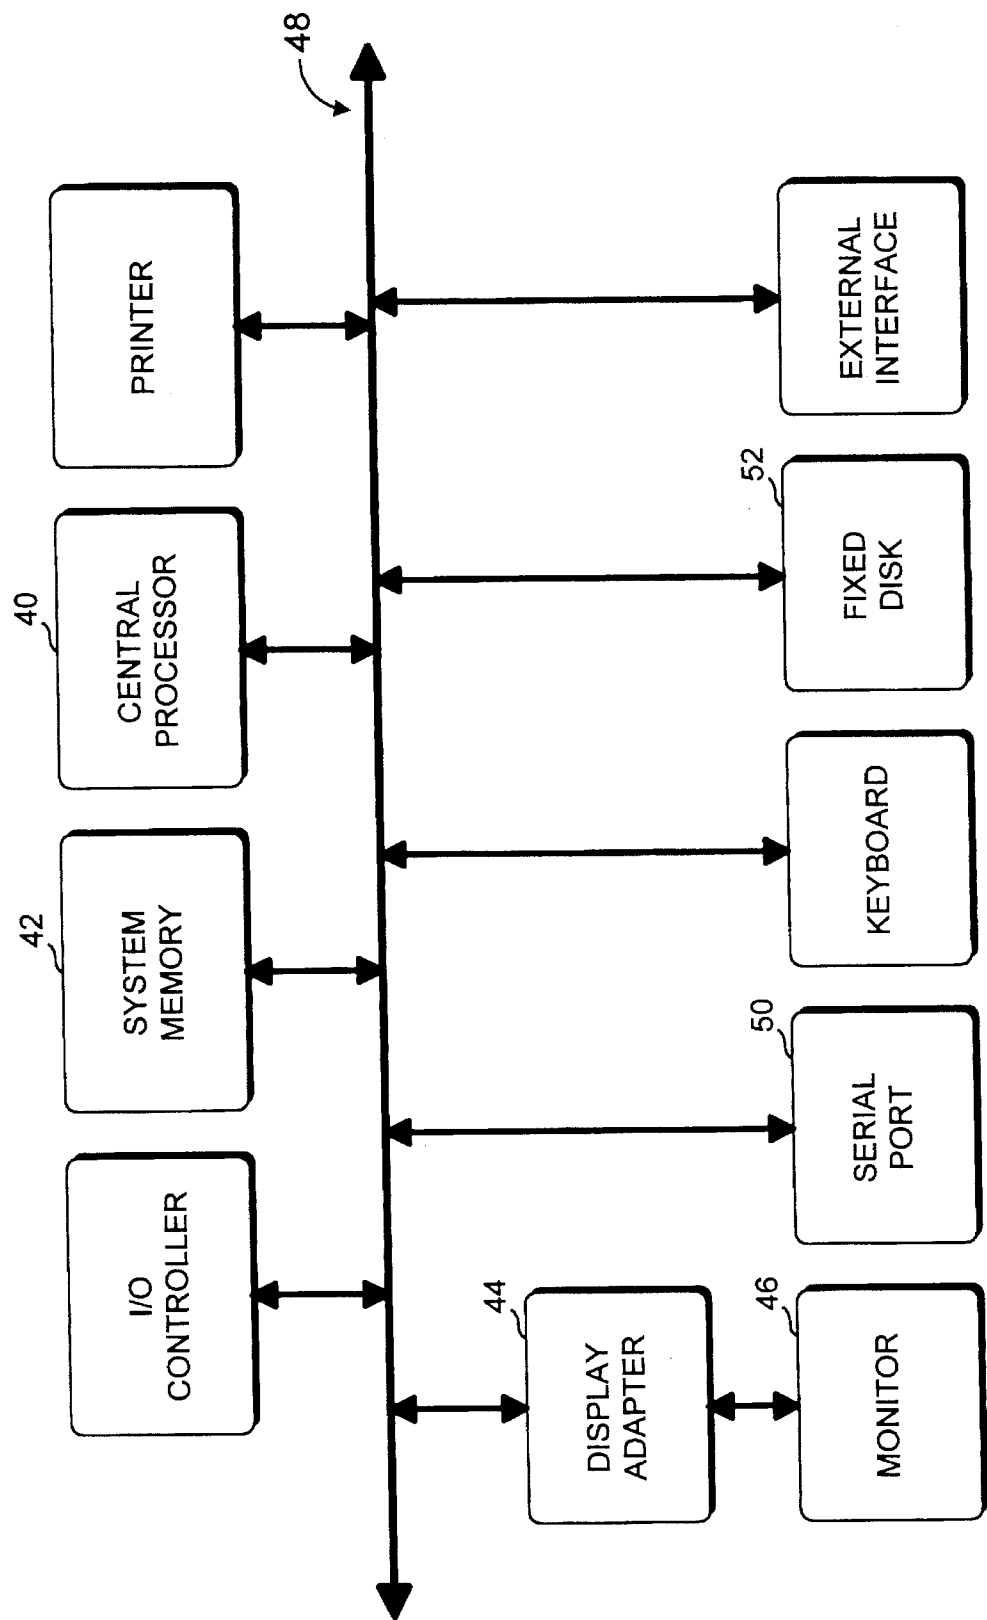 I/O
CONTROLLER
42
SYSTEM
MEMORY
40
CENTRAL
PROCESSOR
PRINTER
48
44
DISPLAY
ADAPTER
46
MONITOR
50
SERIAL
PORT
KEYBOARD
52
FIXED
DISK
EXTERNAL
INTERFACE